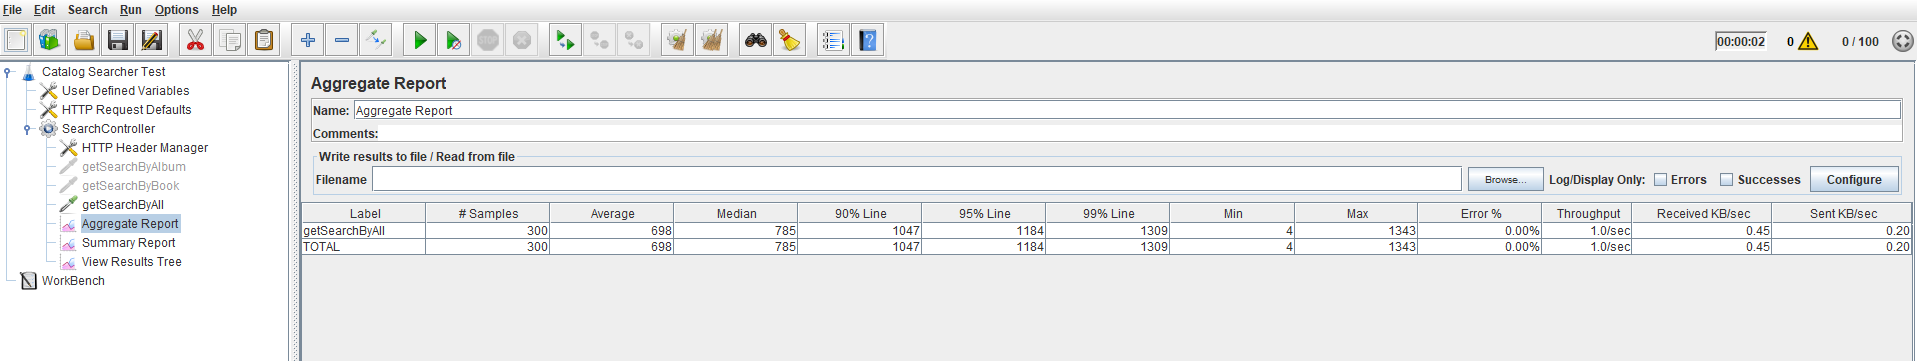 File Edit Search Run Options Help
STOP
00:00:02 0 0 / 100
Catalog Searcher Test
User Defined Variables
HTTP Request Defaults
SearchController
HTTP Header Manager
getSearchByAlbum
getSearchByBook
getSearchByAll
Aggregate Report
Summary Report
View Results Tree
WorkBench
Aggregate Report
Name: Aggregate Report
Comments:
Write results to file / Read from file
Filename Browse... Log/Display Only: Errors Successes Configure
Label # Samples Average Median 90% Line 95% Line 99% Line Min Max Error % Throughput Received KB/sec Sent KB/sec
getSearchByAll 300 698 785 1047 1184 1309 4 1343 0.00% 1.0/sec 0.45 0.20
TOTAL 300 698 785 1047 1184 1309 4 1343 0.00% 1.0/sec 0.45 0.20